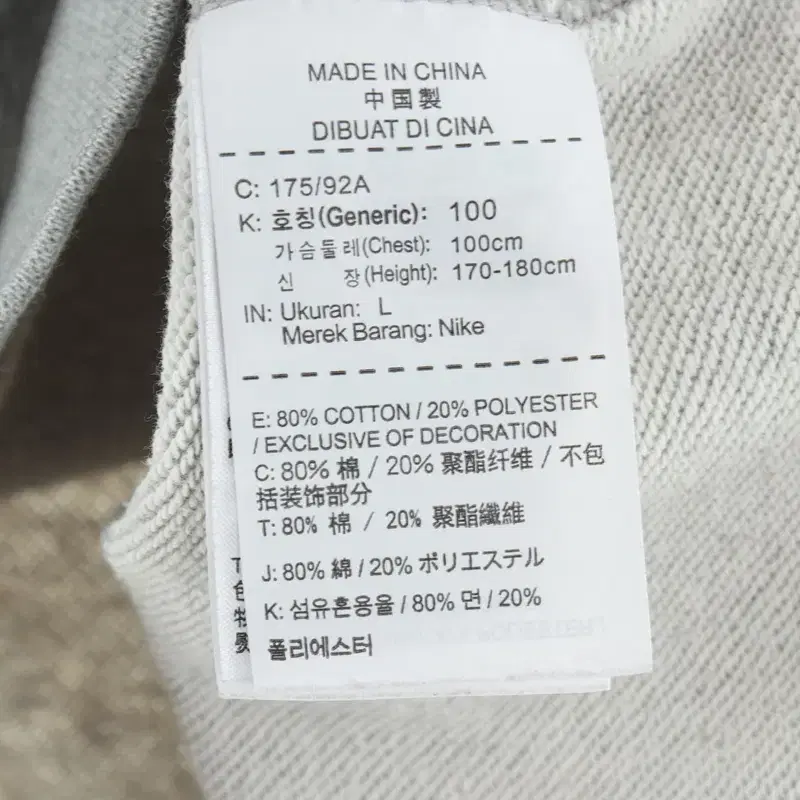 MADE IN CHINA
中国製
DIBUAT DI CINA
C: 175/92A
K: 호칭(Generic): 100
가슴둘레(Chest): 100cm
신 장(Height): 170-180cm
IN: Ukuran: L
Merek Barang: Nike
E: 80% COTTON / 20% POLYESTER
/ EXCLUSIVE OF DECORATION
C: 80% 棉 / 20% 聚酯纤维 / 不包
括装饰部分
T: 80% 棉 / 20% 聚酯纖維
J: 80% 綿 / 20% ポリエステル
K: 섬유혼용율 / 80% 면 / 20%
폴리에스터